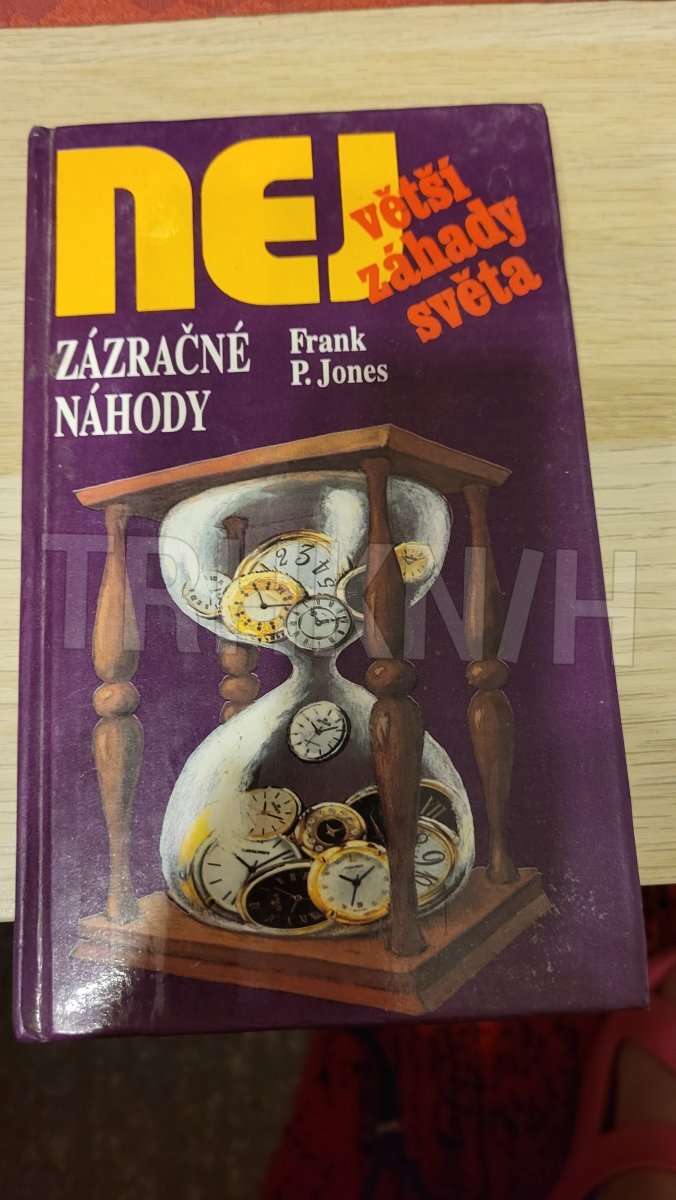 NEJ
větší
záhady
světa
ZÁZRAČNÉ
NÁHODY
Frank
P. Jones